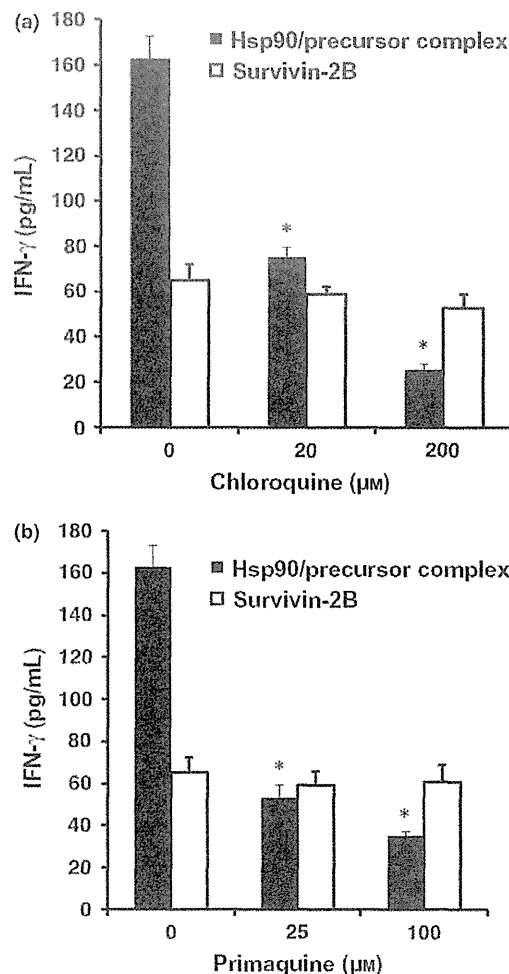 (a)
Hsp90/precursor complex
Survivin-2B
180
160
140
120
100
80
60
40
20
0
IFN-γ (pg/mL)
*
*
0 20 200
Chloroquine (μM)
(b)
Hsp90/precursor complex
Survivin-2B
180
160
140
120
100
80
60
40
20
0
IFN-γ (pg/mL)
*
*
0 25 100
Primaquine (μM)